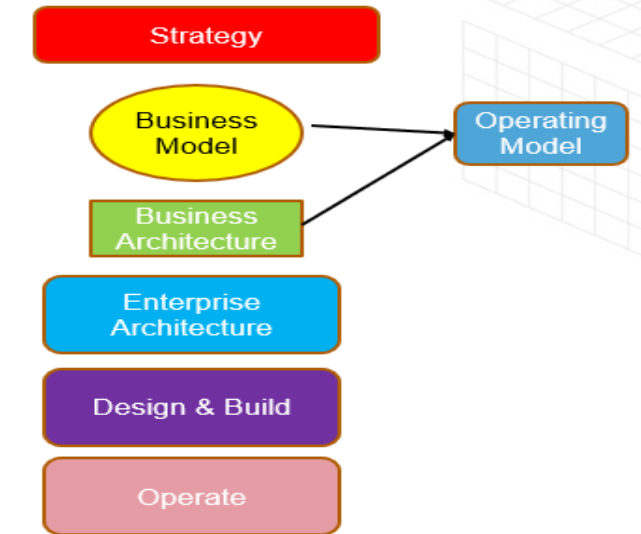 Strategy
Business
Model
Operating
Model
Business
Architecture
Enterprise
Architecture
Design & Build
Operate